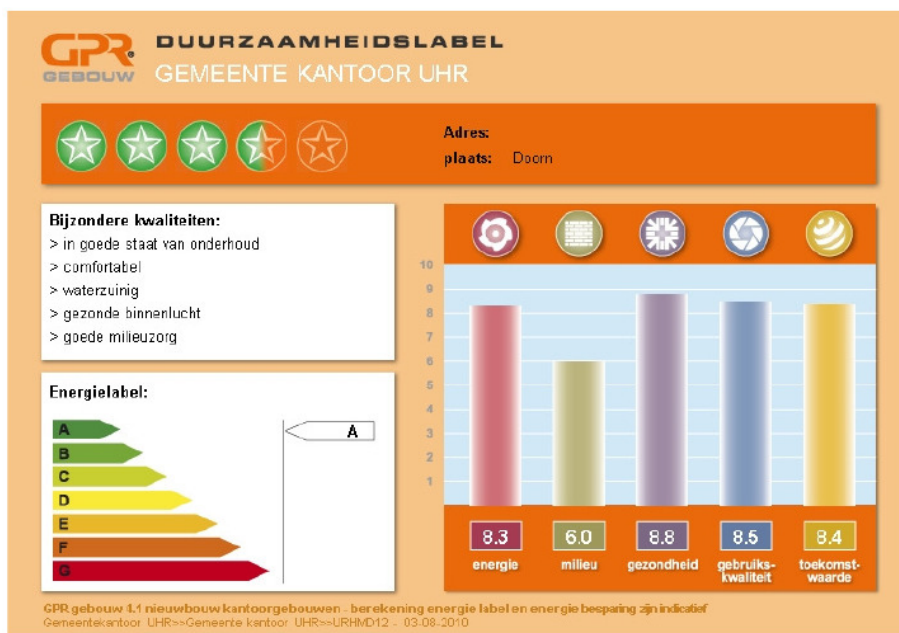 GPR®
GEBOUW
DUURZAAMHEIDSLABEL
GEMEENTE KANTOOR UHR
Adres:
plaats: Doorn
Bijzondere kwaliteiten:
> in goede staat van onderhoud
> comfortabel
> waterzuinig
> gezonde binnenlucht
> goede milieuzorg
Energielabel:
A
B
C
D
E
F
G
A
10
9
8
7
6
5
4
3
2
1
8.3 6.0 8.8 8.5 8.4
energie milieu gezondheid gebruiks-kwaliteit toekomst-waarde
GPR gebouw 4.1 nieuwbouw kantoorgebouwen - berekening energie label en energie besparing zijn indicatief
Gemeentekantoor UHR>>Gemeente kantoor UHR>>URHMD12 - 03-08-2010